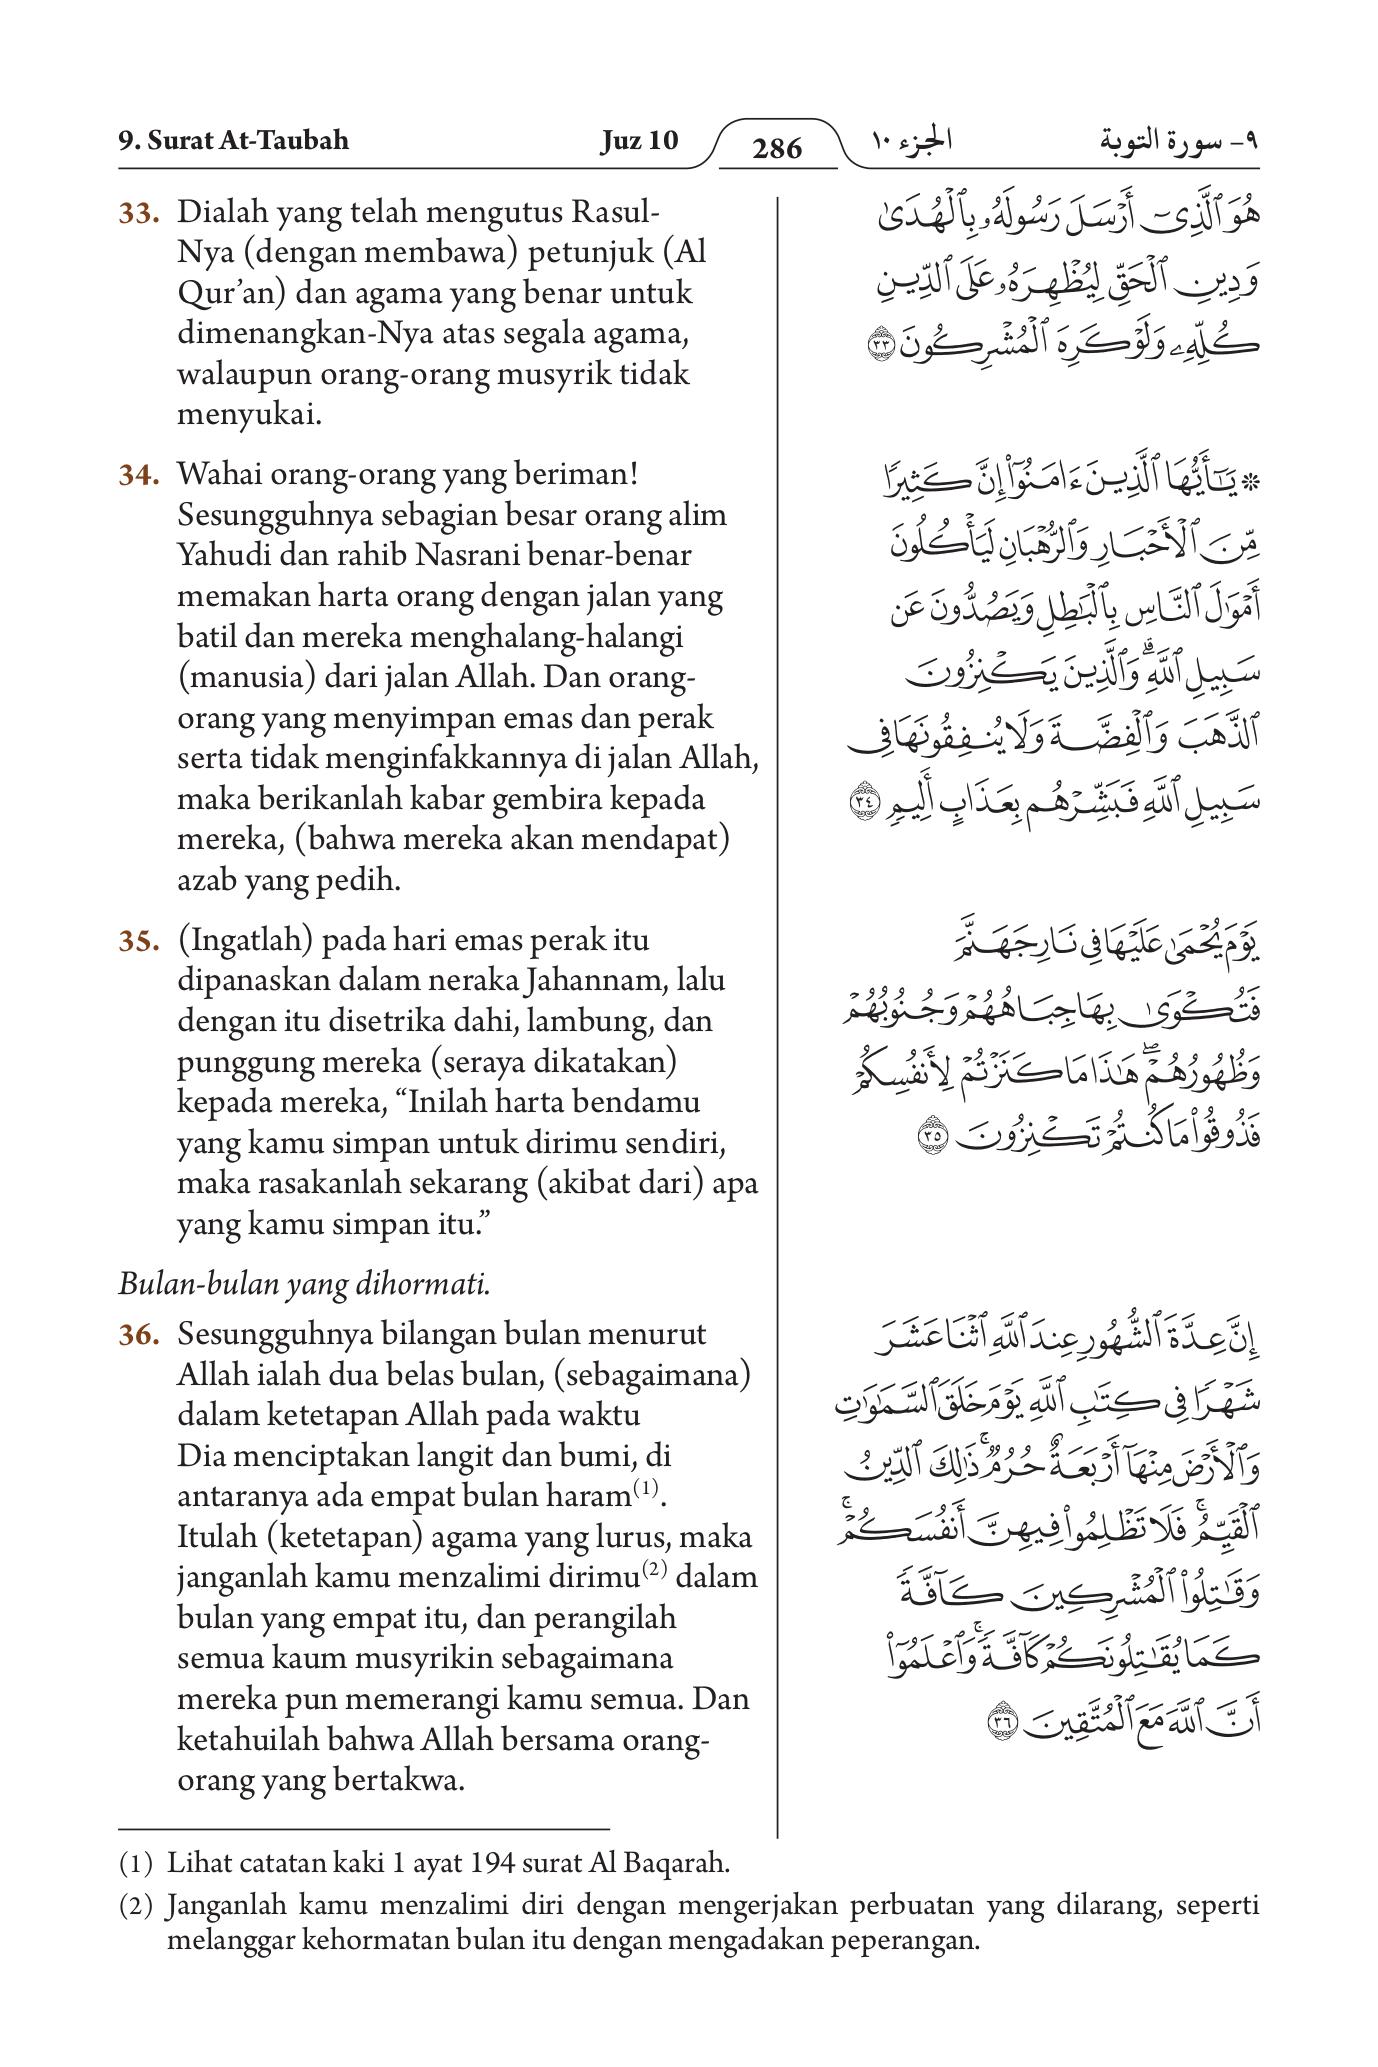 9. Surat At-Taubah
Juz 10
286
الجزء ١٠
٩- سورة التوبة
33. Dialah yang telah mengutus Rasul-
Nya (dengan membawa) petunjuk (Al
Qur’an) dan agama yang benar untuk
dimenangkan-Nya atas segala agama,
walaupun orang-orang musyrik tidak
menyukai.
هُوَ ٱلَّذِىٓ أَرْسَلَ رَسُولَهُۥ بِٱلْهُدَىٰ
وَدِينِ ٱلْحَقِّ لِيُظْهِرَهُۥ عَلَى ٱلدِّينِ
كُلِّهِۦ وَلَوْ كَرِهَ ٱلْمُشْرِكُونَ ٣٣
34. Wahai orang-orang yang beriman!
Sesungguhnya sebagian besar orang alim
Yahudi dan rahib Nasrani benar-benar
memakan harta orang dengan jalan yang
batil dan mereka menghalang-halangi
(manusia) dari jalan Allah. Dan orang-
orang yang menyimpan emas dan perak
serta tidak menginfakkannya di jalan Allah,
maka berikanlah kabar gembira kepada
mereka, (bahwa mereka akan mendapat)
azab yang pedih.
۞ يَٰٓأَيُّهَا ٱلَّذِينَ ءَامَنُوٓا۟ إِنَّ كَثِيرًا
مِّنَ ٱلْأَحْبَارِ وَٱلرُّهْبَانِ لَيَأْكُلُونَ
أَمْوَٰلَ ٱلنَّاسِ بِٱلْبَٰطِلِ وَيَصُدُّونَ عَن
سَبِيلِ ٱللَّهِ ۗ وَٱلَّذِينَ يَكْنِزُونَ
ٱلذَّهَبَ وَٱلْفِضَّةَ وَلَا يُنفِقُونَهَا فِى
سَبِيلِ ٱللَّهِ فَبَشِّرْهُم بِعَذَابٍ أَلِيمٍ ٣٤
35. (Ingatlah) pada hari emas perak itu
dipanaskan dalam neraka Jahannam, lalu
dengan itu disetrika dahi, lambung, dan
punggung mereka (seraya dikatakan)
kepada mereka, “Inilah harta bendamu
yang kamu simpan untuk dirimu sendiri,
maka rasakanlah sekarang (akibat dari) apa
yang kamu simpan itu.”
يَوْمَ يُحْمَىٰ عَلَيْهَا فِى نَارِ جَهَنَّمَ
فَتُكْوَىٰ بِهَا جِبَاهُهُمْ وَجُنُوبُهُمْ
وَظُهُورُهُمْ ۖ هَٰذَا مَا كَنَزْتُمْ لِأَنفُسِكُمْ
فَذُوقُوا۟ مَا كُنتُمْ تَكْنِزُونَ ٣٥
Bulan-bulan yang dihormati.
36. Sesungguhnya bilangan bulan menurut
Allah ialah dua belas bulan, (sebagaimana)
dalam ketetapan Allah pada waktu
Dia menciptakan langit dan bumi, di
antaranya ada empat bulan haram(1).
Itulah (ketetapan) agama yang lurus, maka
janganlah kamu menzalimi dirimu(2) dalam
bulan yang empat itu, dan perangilah
semua kaum musyrikin sebagaimana
mereka pun memerangi kamu semua. Dan
ketahuilah bahwa Allah bersama orang-
orang yang bertakwa.
إِنَّ عِدَّةَ ٱلشُّهُورِ عِندَ ٱللَّهِ ٱثْنَا عَشَرَ
شَهْرًا فِى كِتَٰبِ ٱللَّهِ يَوْمَ خَلَقَ ٱلسَّمَٰوَٰتِ
وَٱلْأَرْضَ مِنْهَآ أَرْبَعَةٌ حُرُمٌ ۚ ذَٰلِكَ ٱلدِّينُ
ٱلْقَيِّمُ ۚ فَلَا تَظْلِمُوا۟ فِيهِنَّ أَنفُسَكُمْ ۚ
وَقَٰتِلُوا۟ ٱلْمُشْرِكِينَ كَآفَّةً
كَمَا يُقَٰتِلُونَكُمْ كَآفَّةً ۚ وَٱعْلَمُوٓا۟
أَنَّ ٱللَّهَ مَعَ ٱلْمُتَّقِينَ ٣٦
(1) Lihat catatan kaki 1 ayat 194 surat Al Baqarah.
(2) Janganlah kamu menzalimi diri dengan mengerjakan perbuatan yang dilarang, seperti
melanggar kehormatan bulan itu dengan mengadakan peperangan.